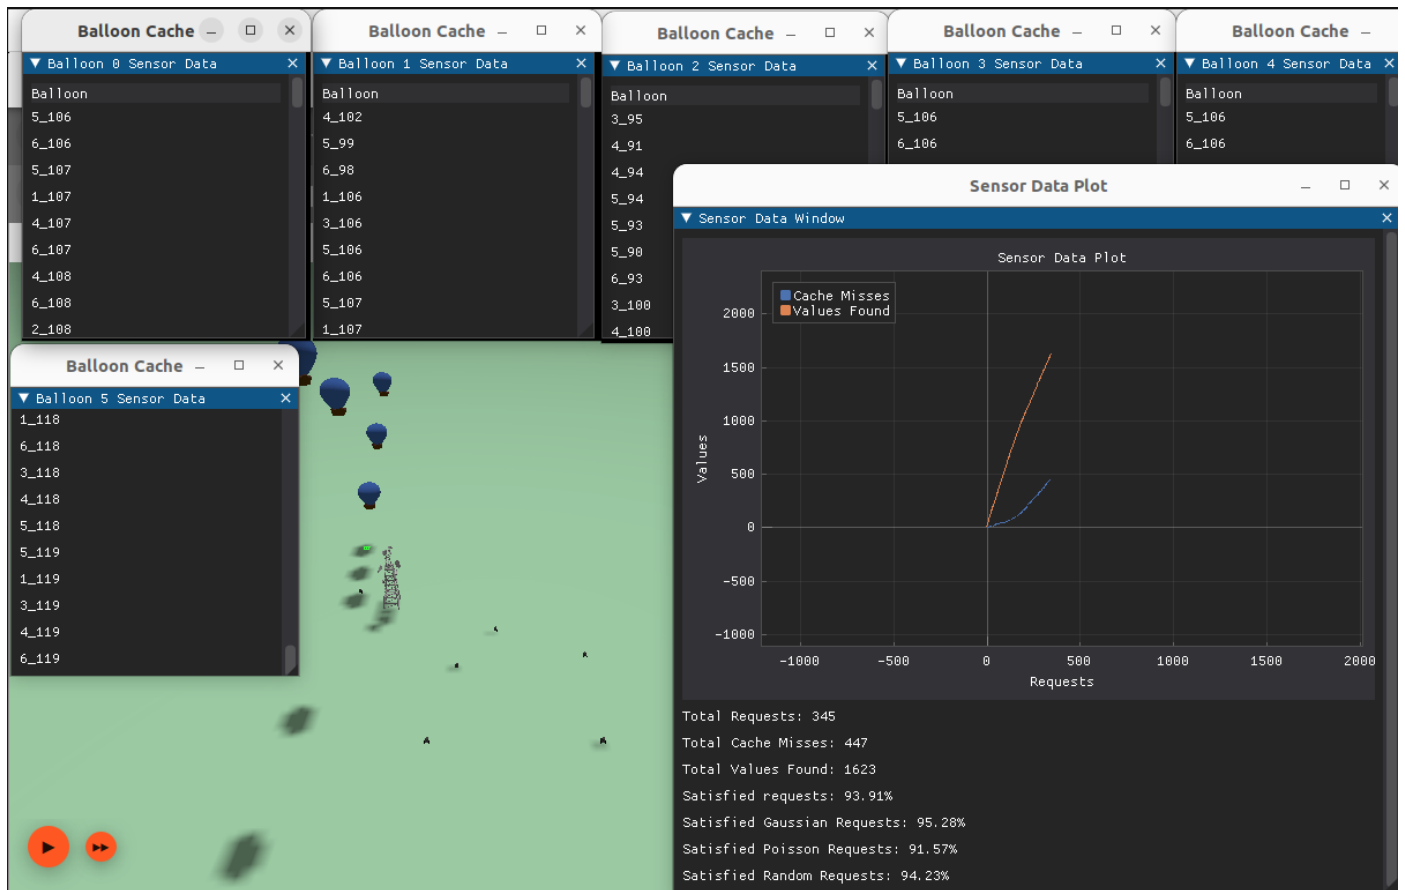 Balloon Cache
Balloon 0 Sensor Data
Balloon
5_106
6_106
5_107
1_107
4_107
6_107
4_108
6_108
2_108
Balloon Cache
Balloon 1 Sensor Data
Balloon
4_102
5_99
6_98
1_106
3_106
5_106
6_106
5_107
1_107
Balloon Cache
Balloon 2 Sensor Data
Balloon
3_95
4_91
4_94
5_94
5_93
5_90
6_93
3_100
4_100
Balloon Cache
Balloon 3 Sensor Data
Balloon
5_106
6_106
Balloon Cache
Balloon 4 Sensor Data
Balloon
5_106
6_106
Balloon Cache
Balloon 5 Sensor Data
1_118
6_118
3_118
4_118
5_118
5_119
1_119
3_119
4_119
6_119
Sensor Data Plot
Sensor Data Window
Sensor Data Plot
Cache Misses
Values Found
Values
2000
1500
1000
500
0
-500
-1000
-1000
-500
0
500
1000
1500
2000
Requests
Total Requests: 345
Total Cache Misses: 447
Total Values Found: 1623
Satisfied requests: 93.91%
Satisfied Gaussian Requests: 95.28%
Satisfied Poisson Requests: 91.57%
Satisfied Random Requests: 94.23%